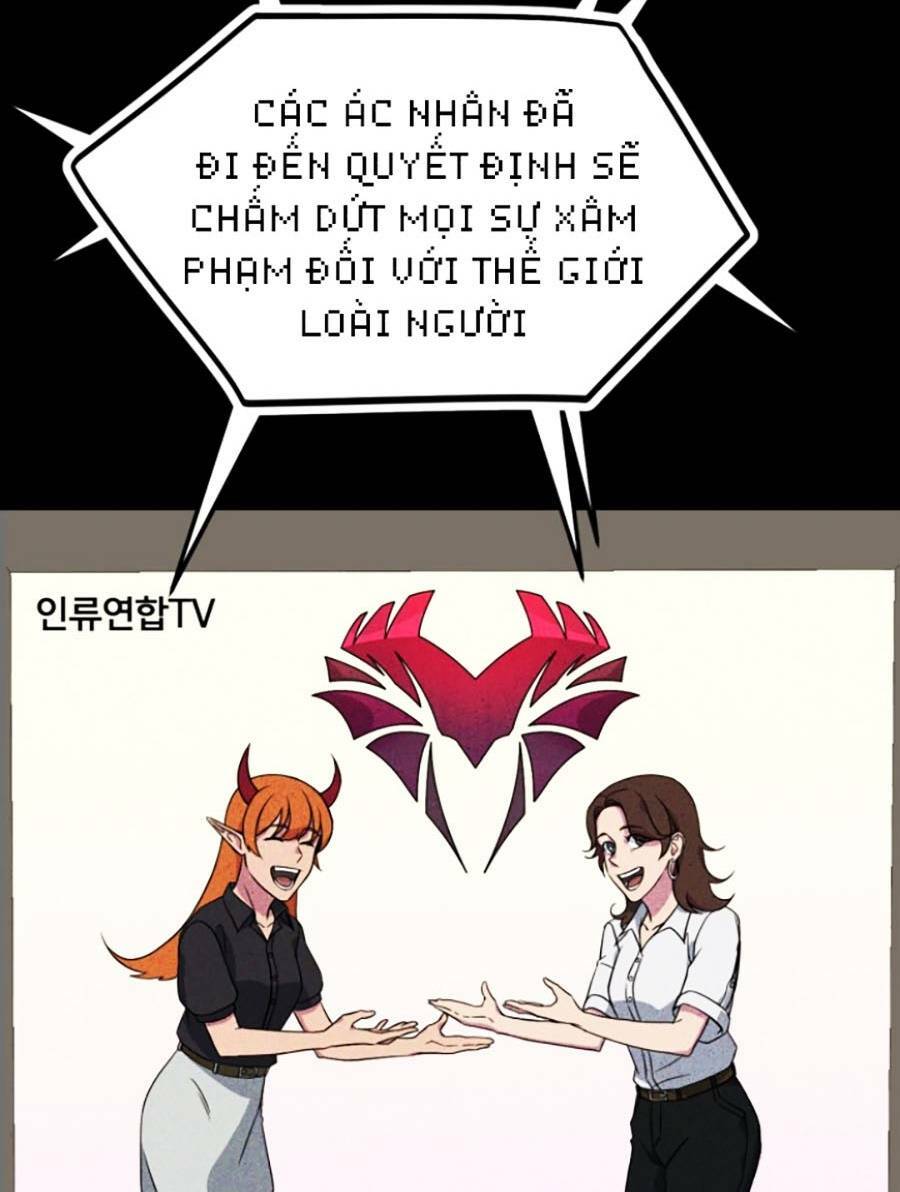 CÁC ÁC NHÂN ĐÃ
ĐI ĐẾN QUYẾT ĐỊNH SẼ
CHẤM DỨT MỌI SỰ XÂM
PHẠM ĐỐI VỚI THẾ GIỚI
LOÀI NGƯỜI
인류연합TV